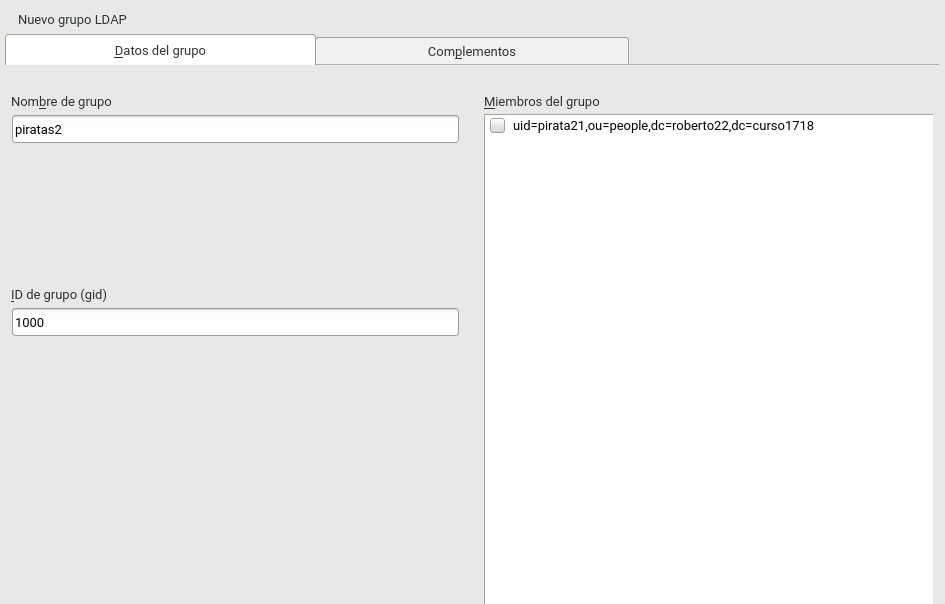 Nuevo grupo LDAP
Datos del grupo
Complementos
Nombre de grupo
piratas2
ID de grupo (gid)
1000
Miembros del grupo
uid=pirata21,ou=people,dc=roberto22,dc=curso1718